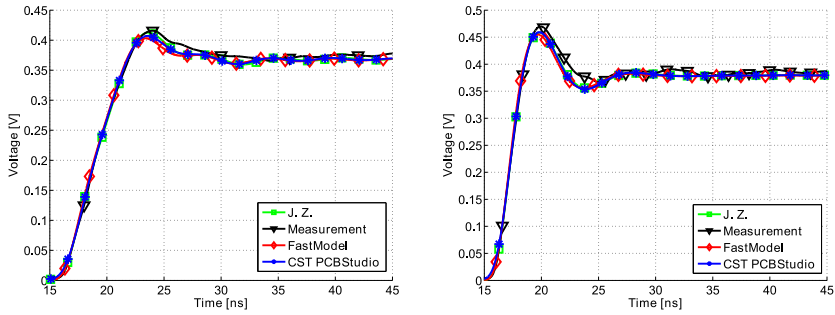 0.45
0.4
0.35
0.3
0.25
0.2
0.15
0.1
0.05
0
Voltage [V]
15 20 25 30 35 40 45
Time [ns]
J. Z.
Measurement
FastModel
CST PCBStudio
0.5
0.45
0.4
0.35
0.3
0.25
0.2
0.15
0.1
0.05
0
Voltage [V]
15 20 25 30 35 40 45
Time [ns]
J. Z.
Measurement
FastModel
CST PCBStudio